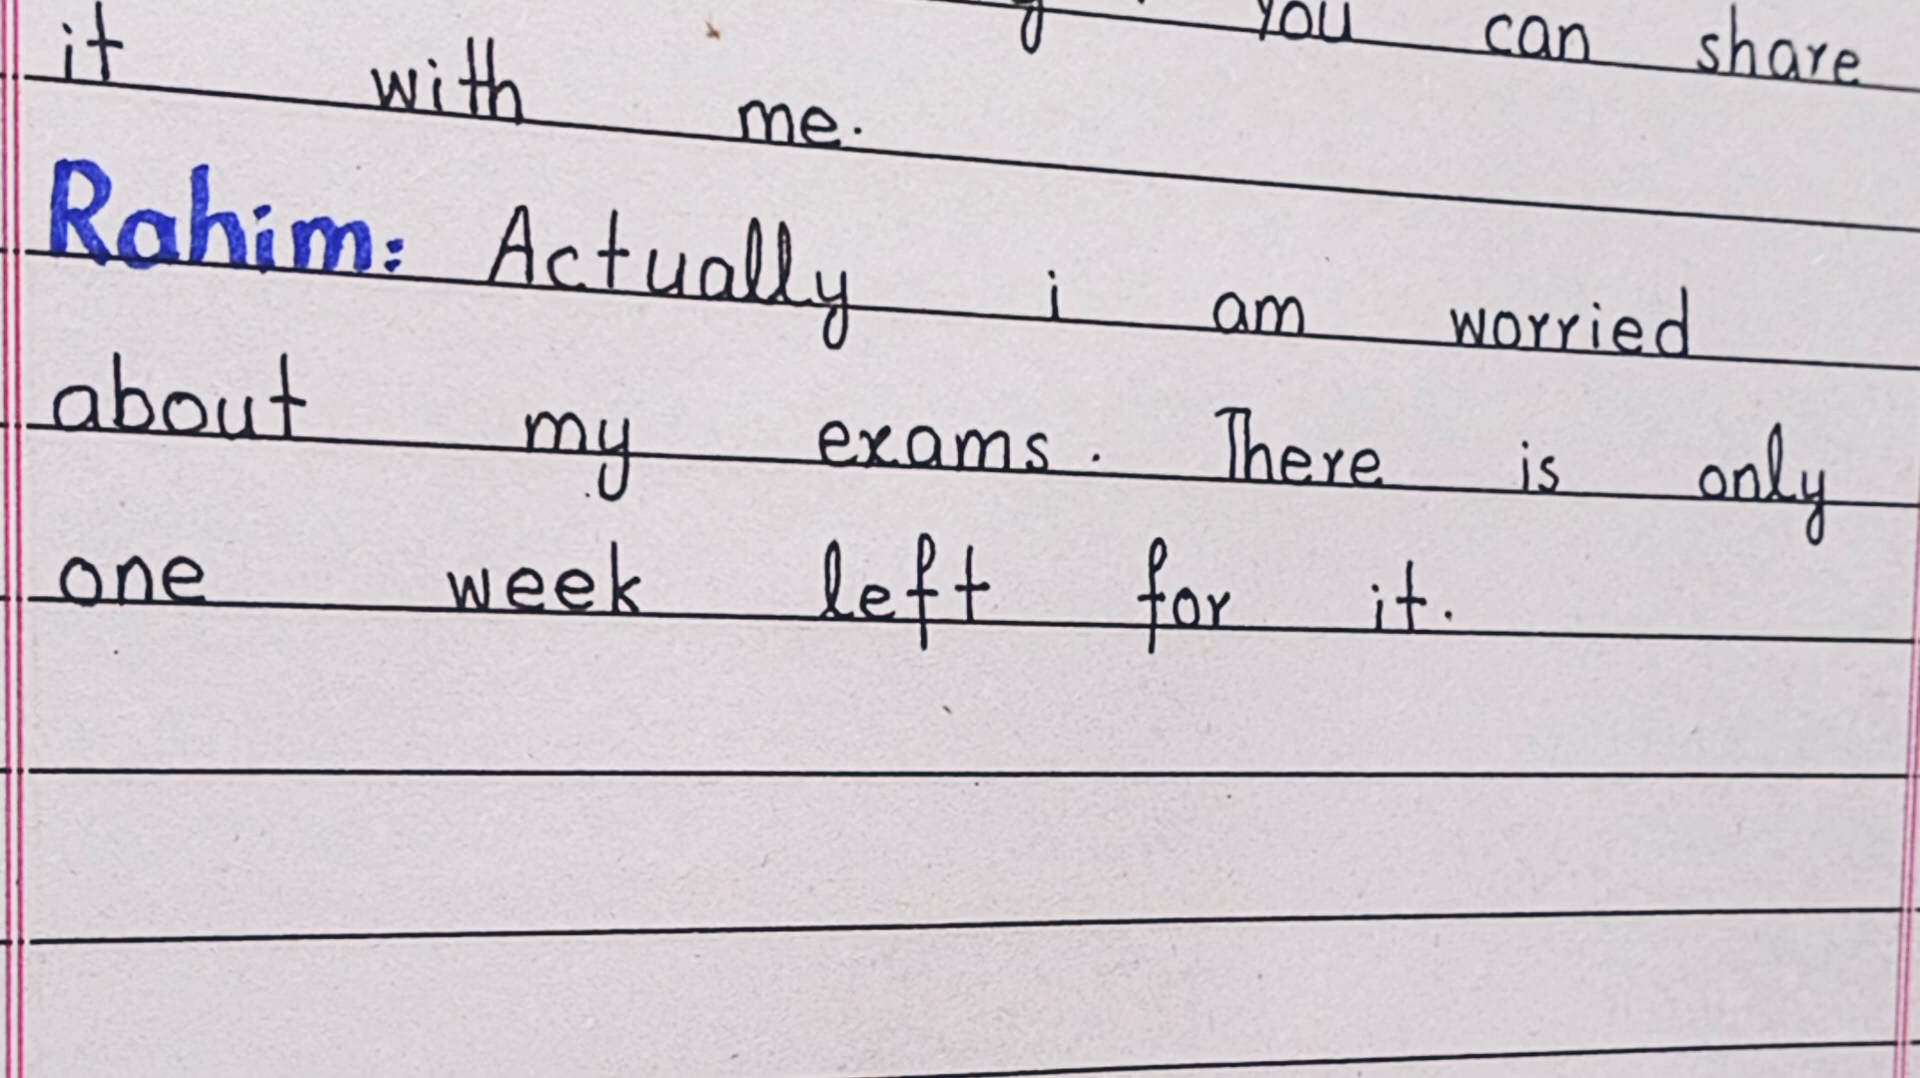 You can share
it with me.
Rahim: Actually i am worried
about my exams. There is only
one week left for it.